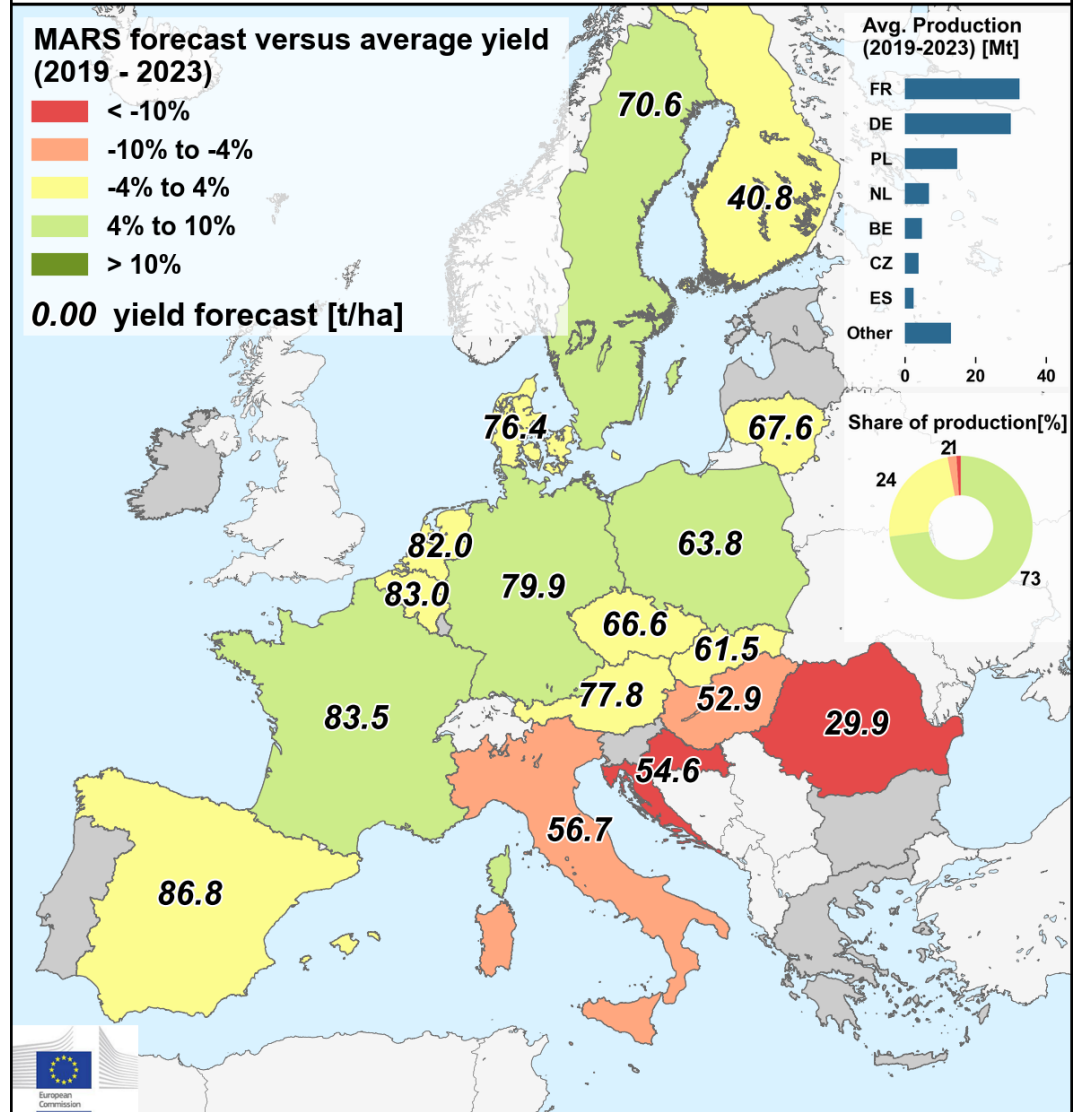 MARS forecast versus average yield
(2019 - 2023)
< -10%
-10% to -4%
-4% to 4%
4% to 10%
> 10%
0.00 yield forecast [t/ha]
Avg. Production
(2019-2023) [Mt]
FR
DE
PL
NL
BE
CZ
ES
Other
0 20 40
Share of production[%]
21
24
73
70.6
40.8
76.4
67.6
82.0
83.0
79.9
63.8
66.6
61.5
77.8
52.9
83.5
29.9
54.6
56.7
86.8
European
Commission